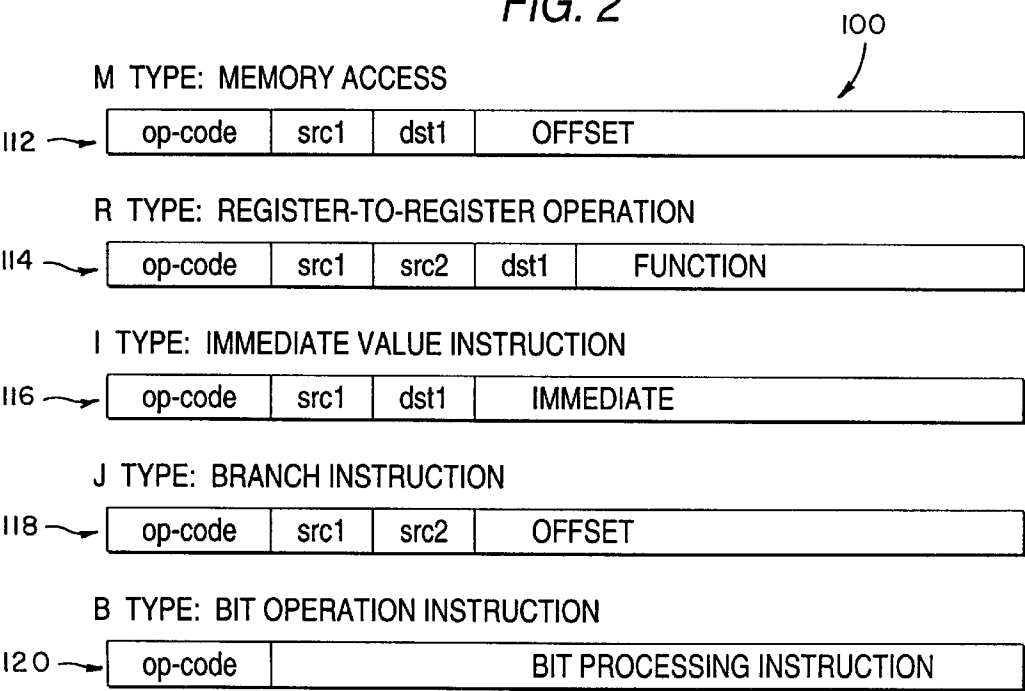 FIG. 2
100
M TYPE: MEMORY ACCESS
112 op-code src1 dst1 OFFSET
R TYPE: REGISTER-TO-REGISTER OPERATION
114 op-code src1 src2 dst1 FUNCTION
I TYPE: IMMEDIATE VALUE INSTRUCTION
116 op-code src1 dst1 IMMEDIATE
J TYPE: BRANCH INSTRUCTION
118 op-code src1 src2 OFFSET
B TYPE: BIT OPERATION INSTRUCTION
120 op-code BIT PROCESSING INSTRUCTION